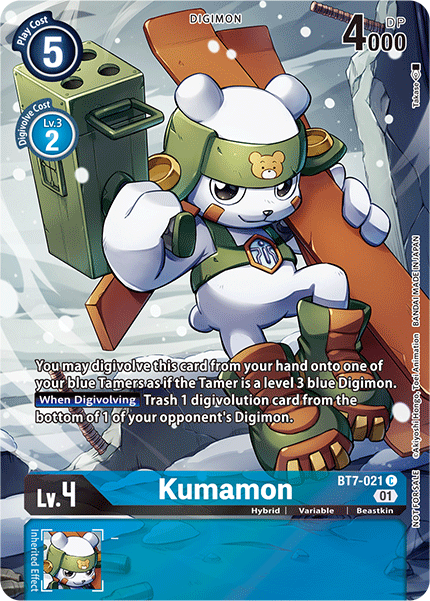 DIGIMON
Play Cost
5
DP
4000
Digivolve Cost
Lv.3
2
Takase
©Akiyoshi Hongo, Toei Animation BANDAI MADE IN JAPAN
NOT FOR SALE
You may digivolve this card from your hand onto one of
your blue Tamers as if the Tamer is a level 3 blue Digimon.
When Digivolving Trash 1 digivolution card from the
bottom of 1 of your opponent's Digimon.
Lv.4
Kumamon
BT7-021 C
01
Hybrid | Variable | Beastkin
Inherited Effect
–